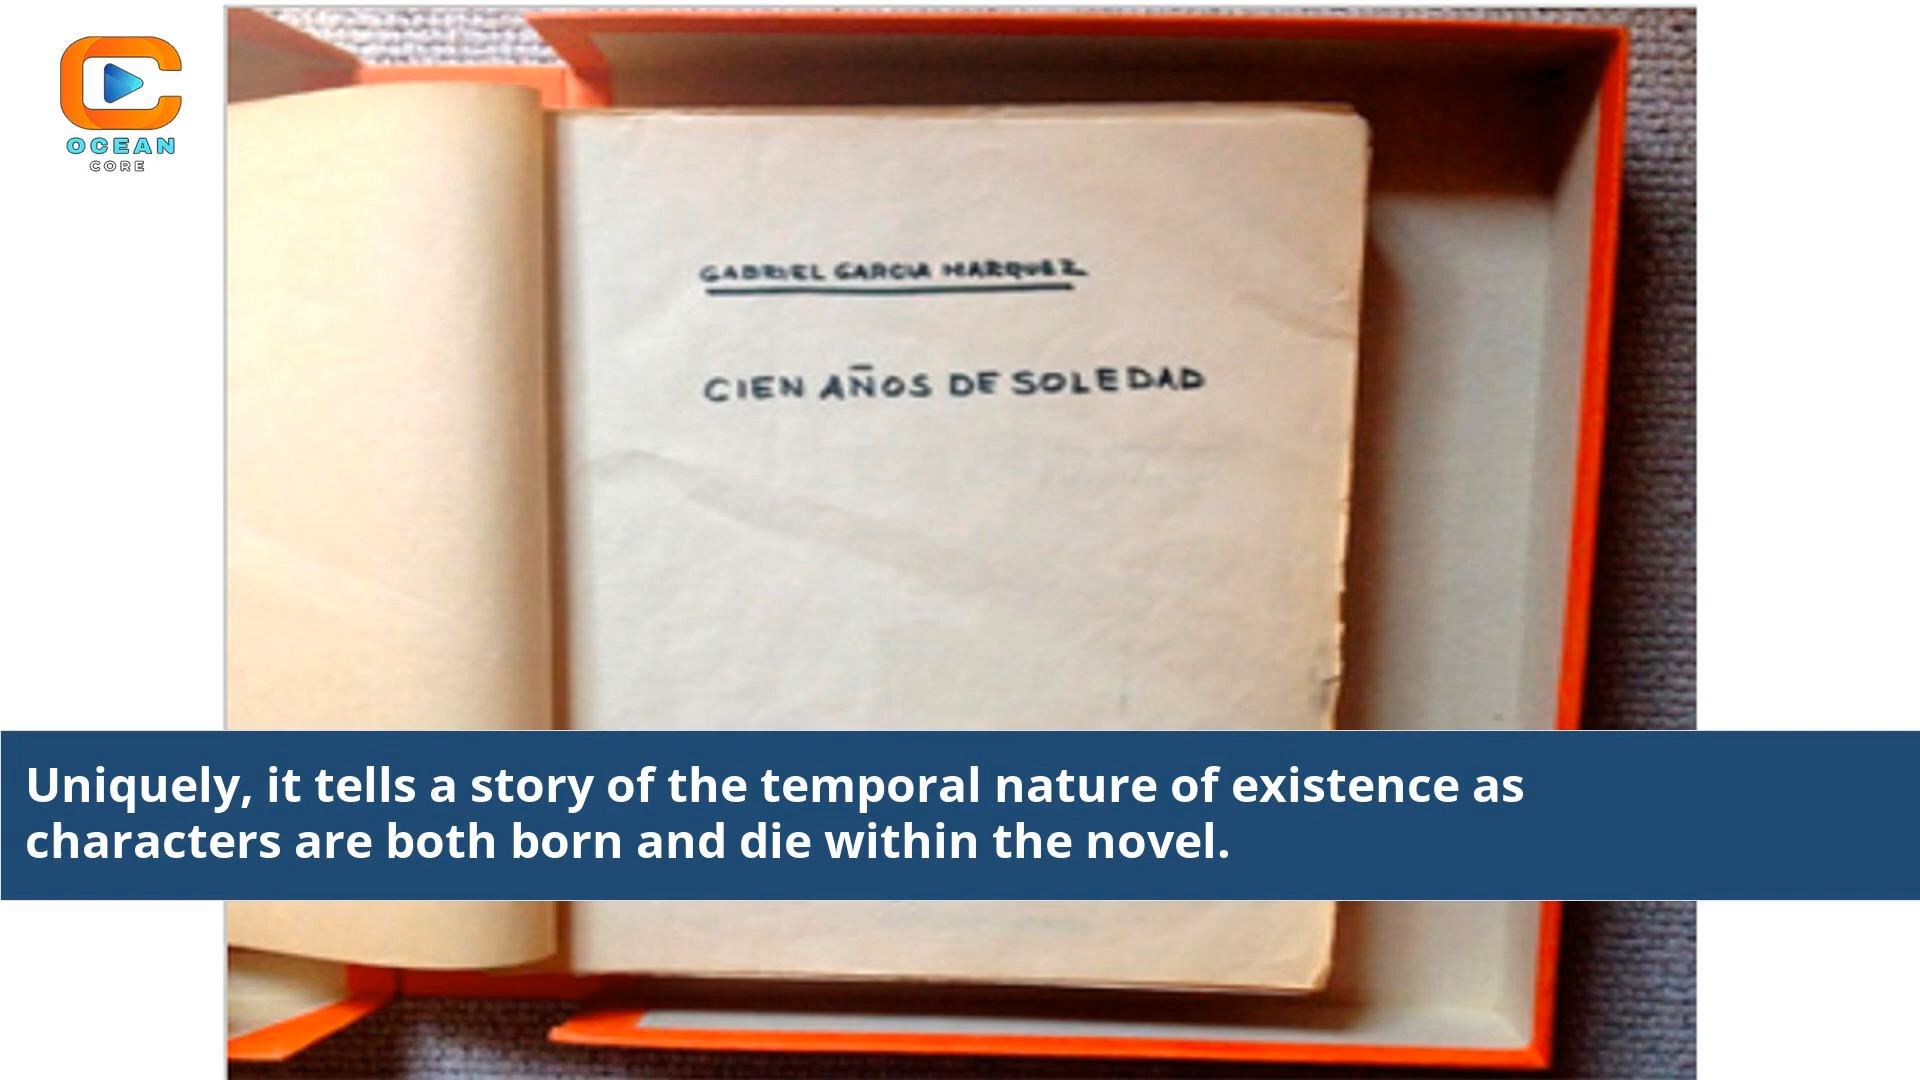 OCEAN
CORE
GABRIEL GARCIA MARQUEZ
CIEN AÑOS DE SOLEDAD
Uniquely, it tells a story of the temporal nature of existence as
characters are both born and die within the novel.